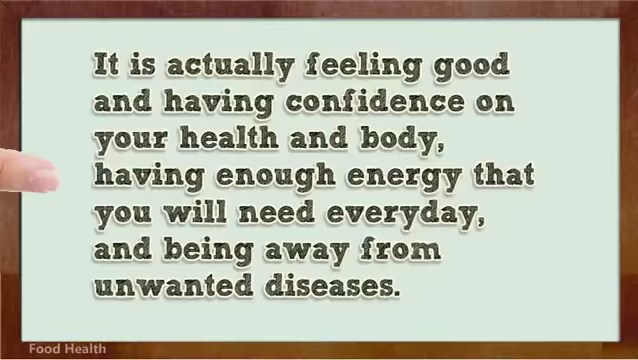 It is actually feeling good
and having confidence on
your health and body,
having enough energy that
you will need everyday,
and being away from
unwanted diseases.
Food Health